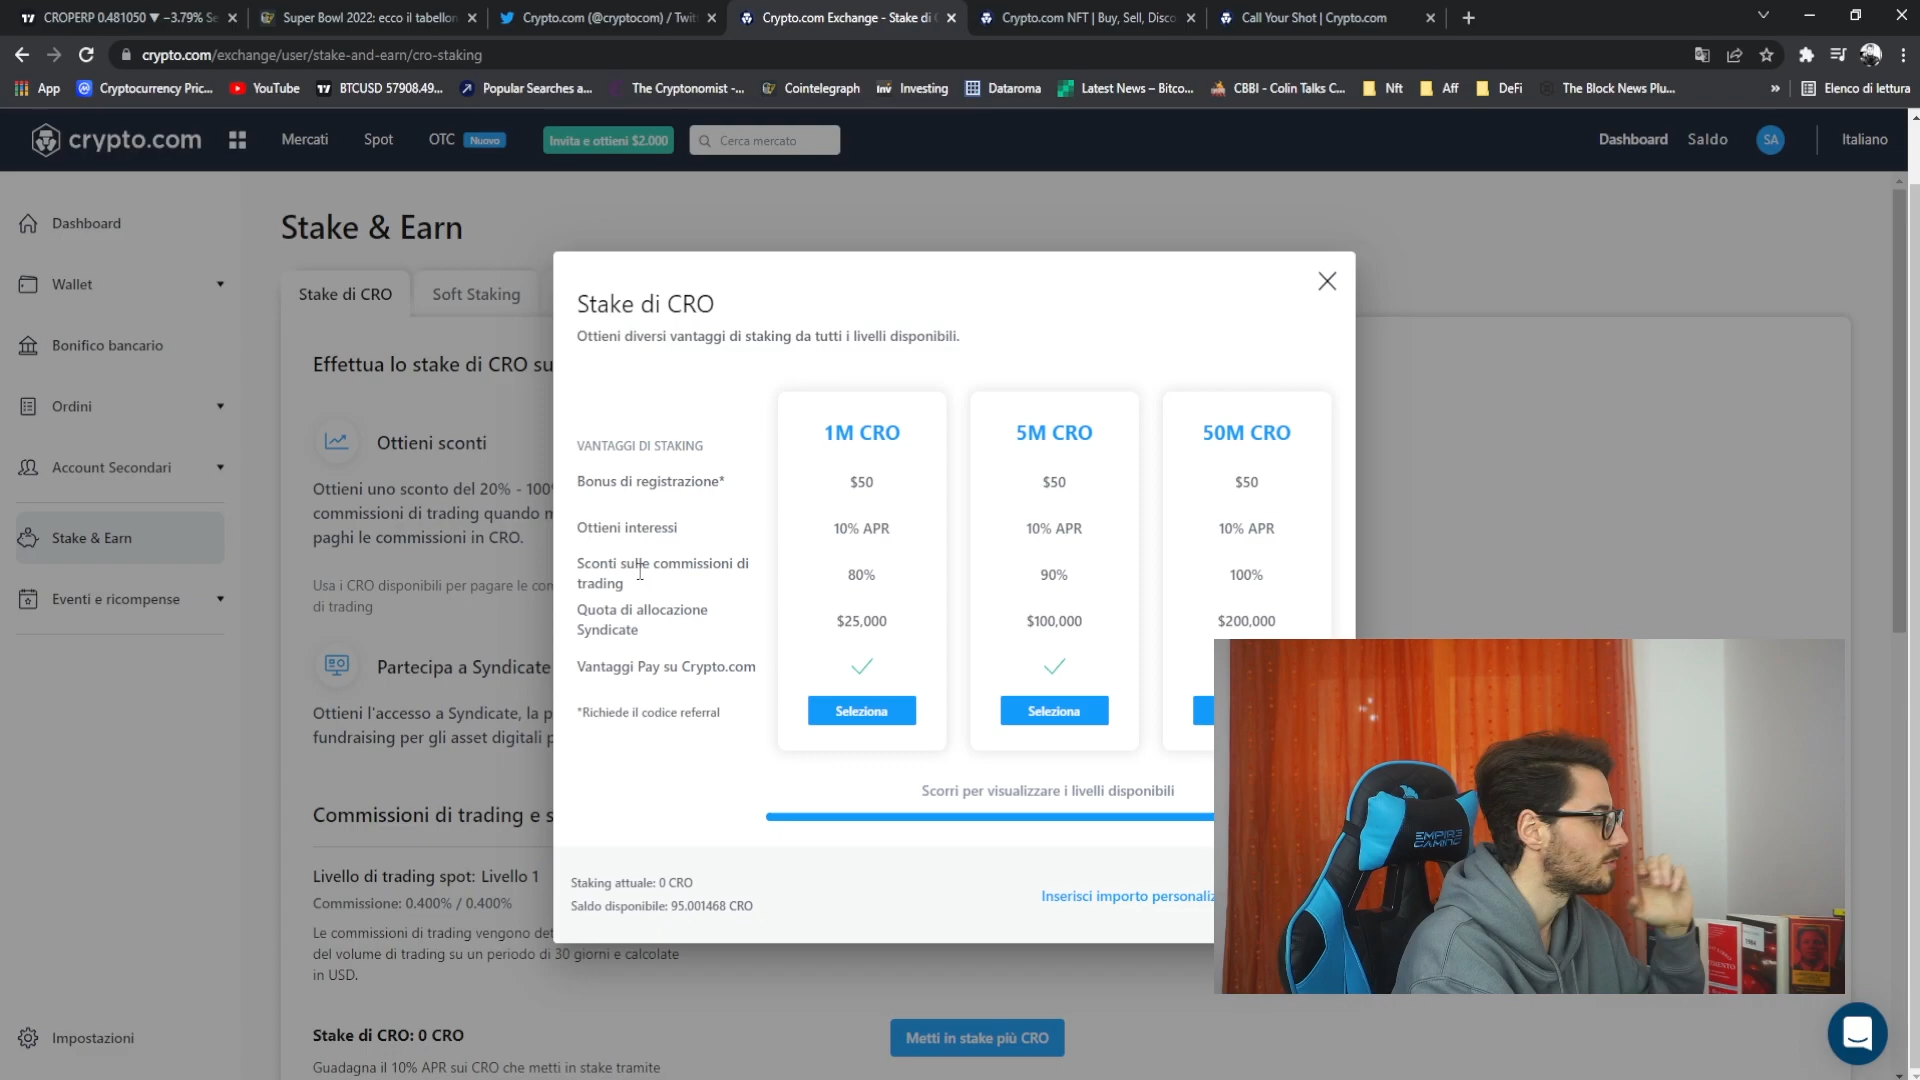 CROPERP 0.481050 ▼ −3.79% Se
Super Bowl 2022: ecco il tabellon
Crypto.com (@cryptocom) / Twit
Crypto.com Exchange - Stake di
Crypto.com NFT | Buy, Sell, Disco
Call Your Shot | Crypto.com
crypto.com/exchange/user/stake-and-earn/cro-staking
App
Cryptocurrency Pric...
YouTube
BTCUSD 57908.49...
Popular Searches a...
The Cryptonomist -...
Cointelegraph
Investing
Dataroma
Latest News – Bitco...
CBBI - Colin Talks C...
Nft
Aff
DeFi
The Block News Plu...
»
Elenco di lettura
crypto.com
Mercati
Spot
OTC
Nuovo
Invita e ottieni $2.000
Cerca mercato
Dashboard
Saldo
SA
Italiano
Dashboard
Wallet
Bonifico bancario
Ordini
Account Secondari
Stake & Earn
Eventi e ricompense
Impostazioni
Stake & Earn
Stake di CRO
Soft Staking
Effettua lo stake di CRO su
Ottieni sconti
Ottieni uno sconto del 20% - 100%
commissioni di trading quando m
paghi le commissioni in CRO.
Usa i CRO disponibili per pagare le com
di trading
Partecipa a Syndicate
Ottieni l'accesso a Syndicate, la p
fundraising per gli asset digitali p
Commissioni di trading e s
Livello di trading spot: Livello 1
Commissione: 0.400% / 0.400%
Le commissioni di trading vengono det
del volume di trading su un periodo di 30 giorni e calcolate
in USD.
Stake di CRO: 0 CRO
Guadagna il 10% APR sui CRO che metti in stake tramite
Metti in stake più CRO
Stake di CRO
Ottieni diversi vantaggi di staking da tutti i livelli disponibili.
VANTAGGI DI STAKING
1M CRO
5M CRO
50M CRO
Bonus di registrazione*
$50
$50
$50
Ottieni interessi
10% APR
10% APR
10% APR
Sconti sulle commissioni di
trading
80%
90%
100%
Quota di allocazione
Syndicate
$25,000
$100,000
$200,000
Vantaggi Pay su Crypto.com
*Richiede il codice referral
Seleziona
Seleziona
Scorri per visualizzare i livelli disponibili
Staking attuale: 0 CRO
Saldo disponibile: 95.001468 CRO
Inserisci importo personaliz
EMPIRE
GAMING
1984